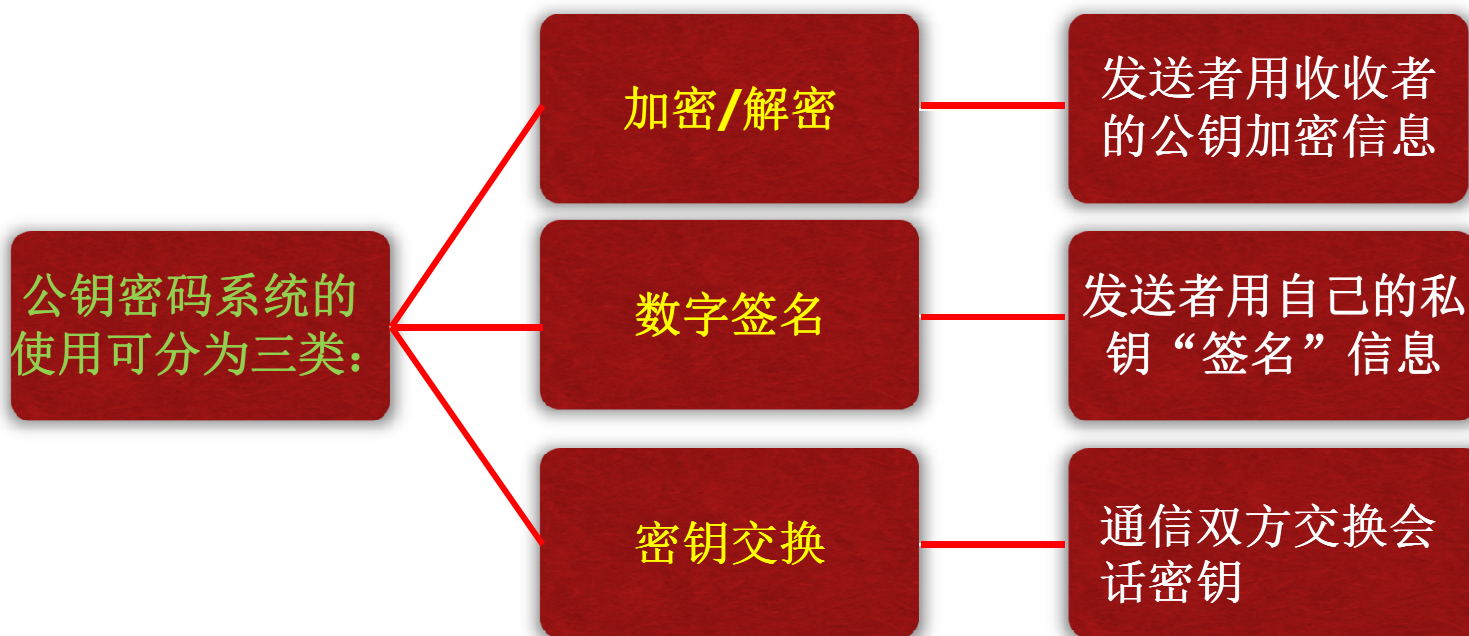 公钥密码系统的
使用可分为三类：
加密/解密
发送者用收收者
的公钥加密信息
数字签名
发送者用自己的私
钥“签名”信息
密钥交换
通信双方交换会
话密钥